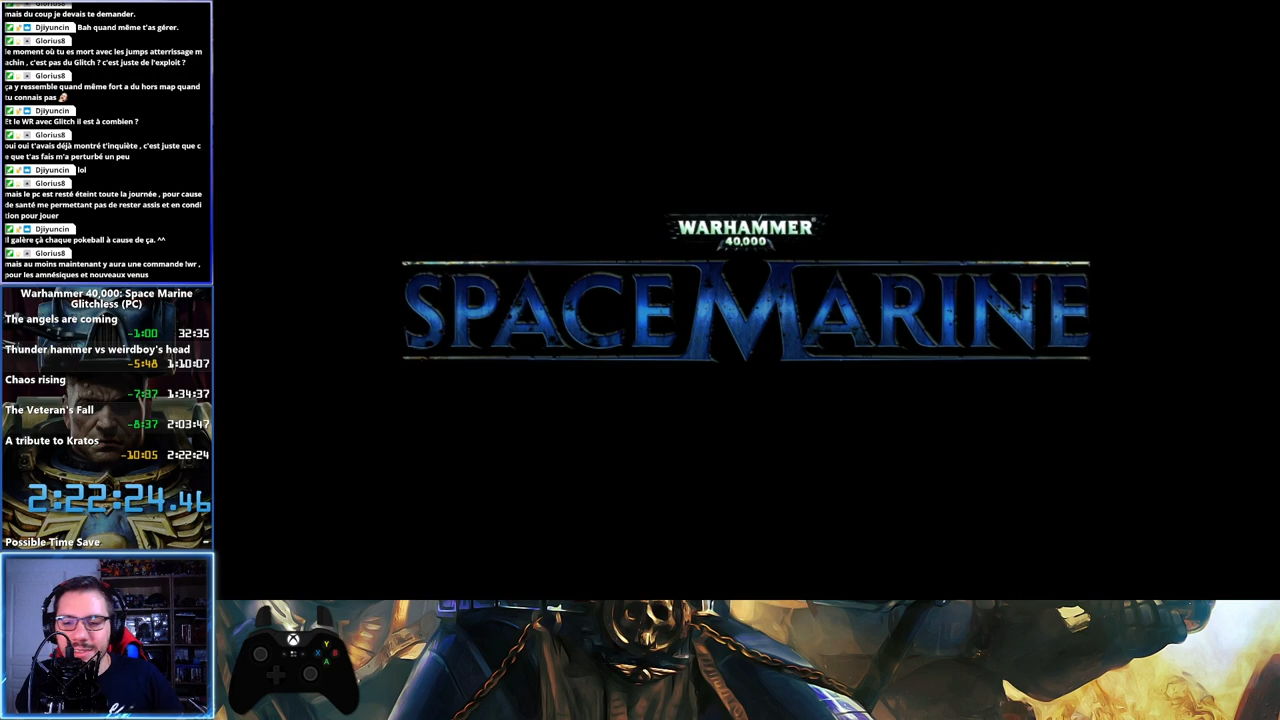 Glorius8
mais du coup je devais te demander.
Djiyuncin Bah quand même t'as gérer.
Glorius8
le moment où tu es mort avec les jumps atterrissage m
achin , c'est pas du Glitch ? c'est juste de l'exploit ?
Glorius8
ça y ressemble quand même fort a du hors map quand
tu connais pas
Djiyuncin
Et le WR avec Glitch il est à combien ?
Glorius8
oui oui t'avais déjà montré t'inquiète , c'est juste que c
e que t'as fais m'a perturbé un peu
Djiyuncin lol
Glorius8
mais le pc est resté éteint toute la journée , pour cause
de santé me permettant pas de rester assis et en condi
tion pour jouer
Djiyuncin
Il galère çà chaque pokeball à cause de ça. ^^
Glorius8
mais au moins maintenant y aura une commande !wr ,
pour les amnésiques et nouveaux venus
Warhammer 40,000: Space Marine
Glitchless (PC)
The angels are coming
-1:00 32:35
Thunder hammer vs weirdboy's head
-5:48 1:10:07
Chaos rising
-7:37 1:34:37
The Veteran's Fall
-8:37 2:03:47
A tribute to Kratos
-10:05 2:22:24
2:22:24.46
Possible Time Save -
WARHAMMER®
40,000
SPACE MARINE
Y
X B
A